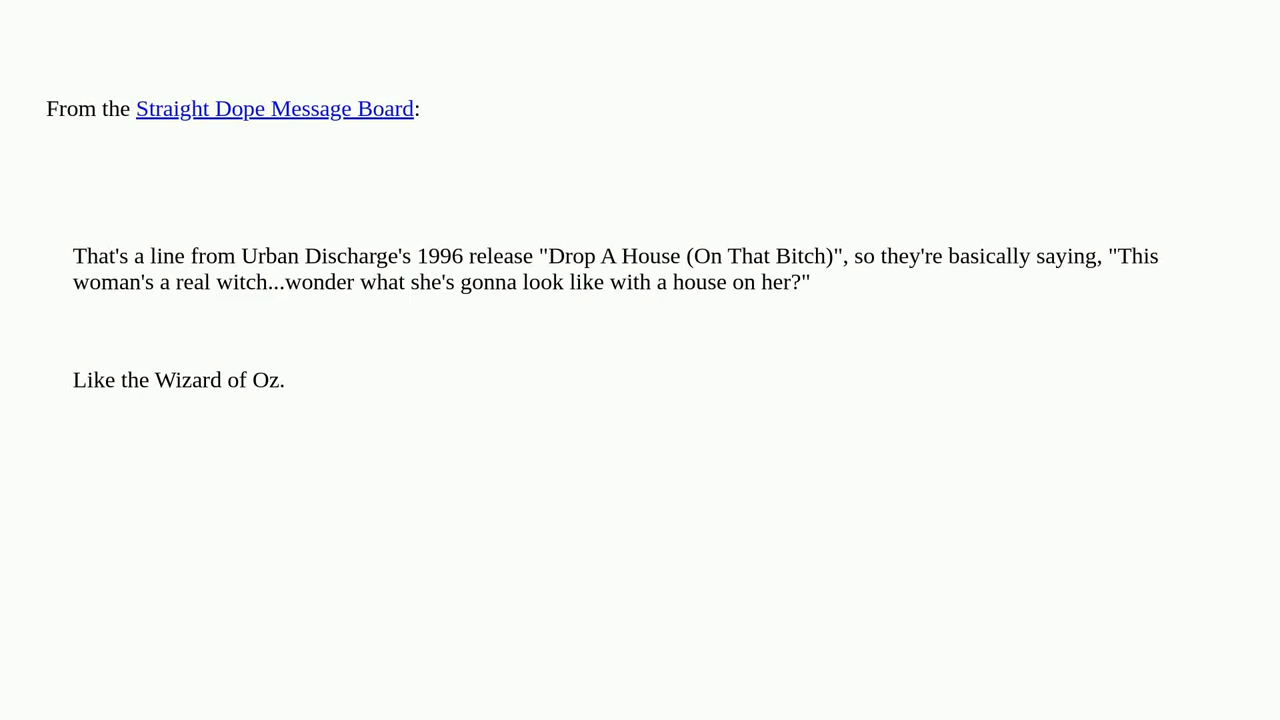 From the Straight Dope Message Board:
That's a line from Urban Discharge's 1996 release "Drop A House (On That Bitch)", so they're basically saying, "This
woman's a real witch...wonder what she's gonna look like with a house on her?"
Like the Wizard of Oz.